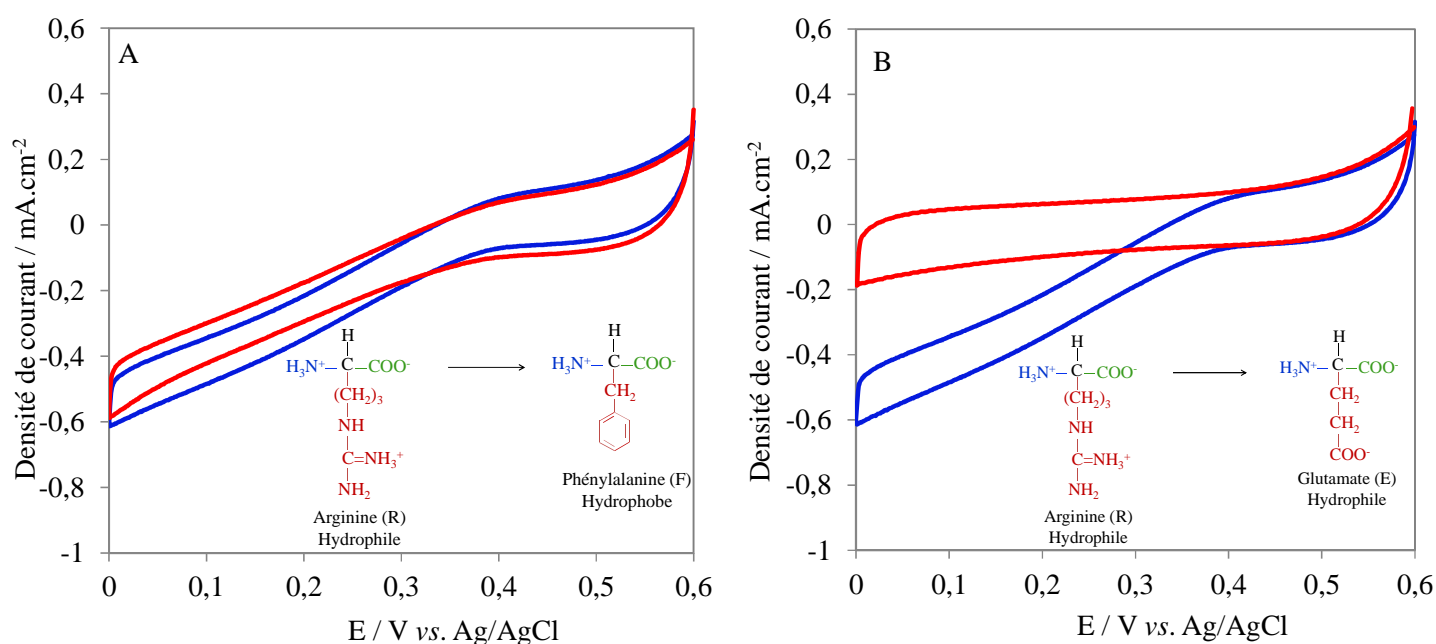 A
Densité de courant / mA.cm-2
0,6
0,4
0,2
0
-0,2
-0,4
-0,6
-0,8
-1
0
0,1
0,2
0,3
0,4
0,5
0,6
E / V vs. Ag/AgCl
H
H3N+ C COO-
(CH2)3
NH
C=NH3+
NH2
Arginine (R)
Hydrophile
H
H3N+ C COO-
CH2
Phénylalanine (F)
Hydrophobe
B
Densité de courant / mA.cm-2
0,6
0,4
0,2
0
-0,2
-0,4
-0,6
-0,8
-1
0
0,1
0,2
0,3
0,4
0,5
0,6
E / V vs. Ag/AgCl
H
H3N+ C COO-
(CH2)3
NH
C=NH3+
NH2
Arginine (R)
Hydrophile
H
H3N+ C COO-
CH2
CH2
COO-
Glutamate (E)
Hydrophile